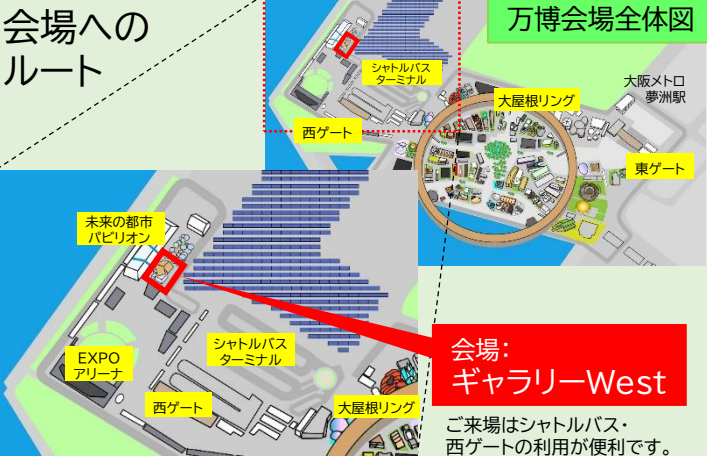 会場への
ルート
万博会場全体図
シャトルバス
ターミナル
大屋根リング
大阪メトロ
夢洲駅
西ゲート
東ゲート
未来の都市
パビリオン
シャトルバス
ターミナル
EXPO
アリーナ
西ゲート
大屋根リング
会場:
ギャラリーWest
ご来場はシャトルバス・
西ゲートの利用が便利です。